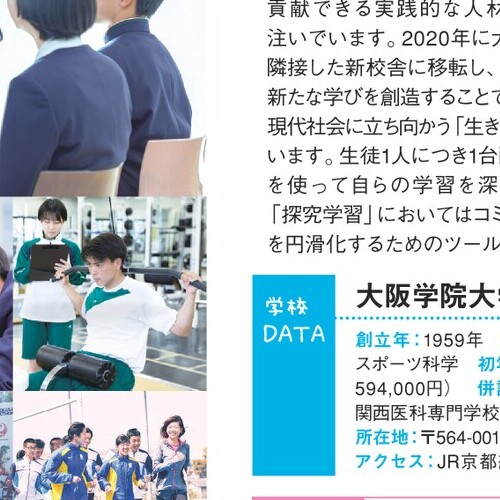 貢献できる実践的な人材
注いでいます。2020年に
隣接した新校舎に移転し、
新たな学びを創造することで
現代社会に立ち向かう「生き
います。生徒1人につき1台
を使って自らの学習を深
「探究学習」においてはコミ
を円滑化するためのツール
学校
DATA
大阪学院大
創立年：1959年
スポーツ科学 初年
594,000円） 併
関西医科専門学校
所在地：〒564-001
アクセス：JR京都